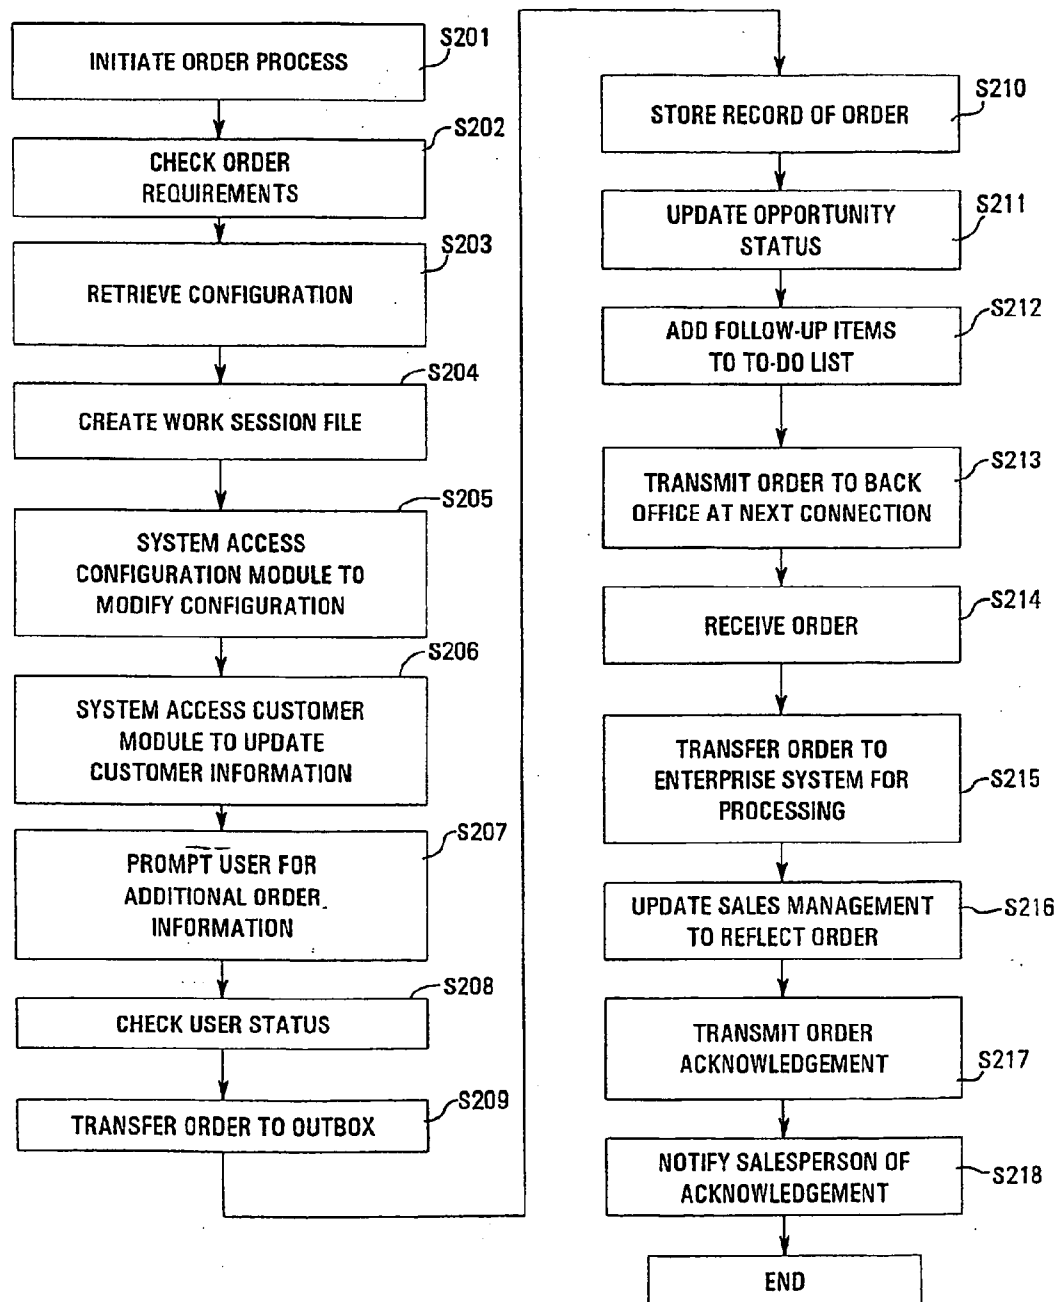 INITIATE ORDER PROCESS
S201
CHECK ORDER
REQUIREMENTS
S202
RETRIEVE CONFIGURATION
S203
CREATE WORK SESSION FILE
S204
SYSTEM ACCESS
CONFIGURATION MODULE TO
MODIFY CONFIGURATION
S205
SYSTEM ACCESS CUSTOMER
MODULE TO UPDATE
CUSTOMER INFORMATION
S206
PROMPT USER FOR
ADDITIONAL ORDER
INFORMATION
S207
CHECK USER STATUS
S208
TRANSFER ORDER TO OUTBOX
S209
STORE RECORD OF ORDER
S210
UPDATE OPPORTUNITY
STATUS
S211
ADD FOLLOW-UP ITEMS
TO TO-DO LIST
S212
TRANSMIT ORDER TO BACK
OFFICE AT NEXT CONNECTION
S213
RECEIVE ORDER
S214
TRANSFER ORDER TO
ENTERPRISE SYSTEM FOR
PROCESSING
S215
UPDATE SALES MANAGEMENT
TO REFLECT ORDER
S216
TRANSMIT ORDER
ACKNOWLEDGEMENT
S217
NOTIFY SALESPERSON OF
ACKNOWLEDGEMENT
S218
END